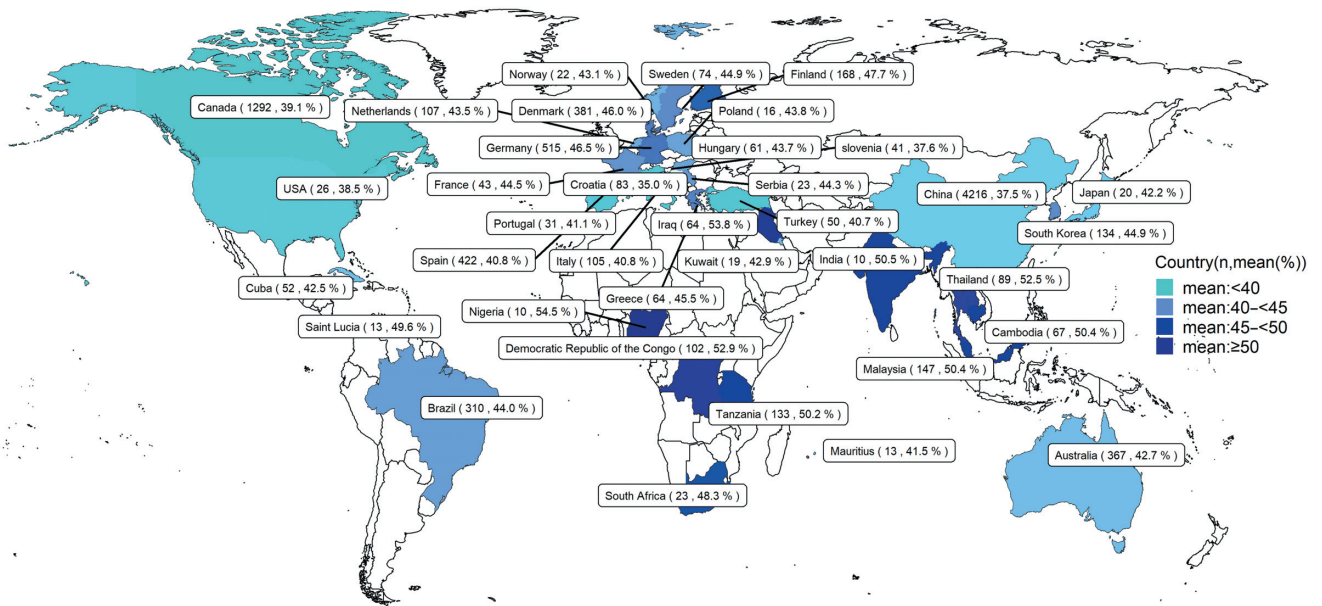 Norway ( 22 , 43.1 % )
Sweden ( 74 , 44.9 % )
Finland ( 168 , 47.7 % )
Canada ( 1292 , 39.1 % )
Netherlands ( 107 , 43.5 % )
Denmark ( 381 , 46.0 % )
Poland ( 16 , 43.8 % )
Germany ( 515 , 46.5 % )
Hungary ( 61 , 43.7 % )
slovenia ( 41 , 37.6 % )
USA ( 26 , 38.5 % )
France ( 43 , 44.5 % )
Croatia ( 83 , 35.0 % )
Serbia ( 23 , 44.3 % )
China ( 4216 , 37.5 % )
Japan ( 20 , 42.2 % )
Portugal ( 31 , 41.1 % )
Iraq ( 64 , 53.8 % )
Turkey ( 50 , 40.7 % )
South Korea ( 134 , 44.9 % )
Spain ( 422 , 40.8 % )
Italy ( 105 , 40.8 % )
Kuwait ( 19 , 42.9 % )
India ( 10 , 50.5 % )
Country(n,mean(%))
Thailand ( 89 , 52.5 % )
Cuba ( 52 , 42.5 % )
mean:<40
Greece ( 64 , 45.5 % )
mean:40-<45
Nigeria ( 10 , 54.5 % )
Saint Lucia ( 13 , 49.6 % )
mean:45-<50
Cambodia ( 67 , 50.4 % )
Democratic Republic of the Congo ( 102 , 52.9 % )
mean:≥50
Malaysia ( 147 , 50.4 % )
Brazil ( 310 , 44.0 % )
Tanzania ( 133 , 50.2 % )
Mauritius ( 13 , 41.5 % )
Australia ( 367 , 42.7 % )
South Africa ( 23 , 48.3 % )